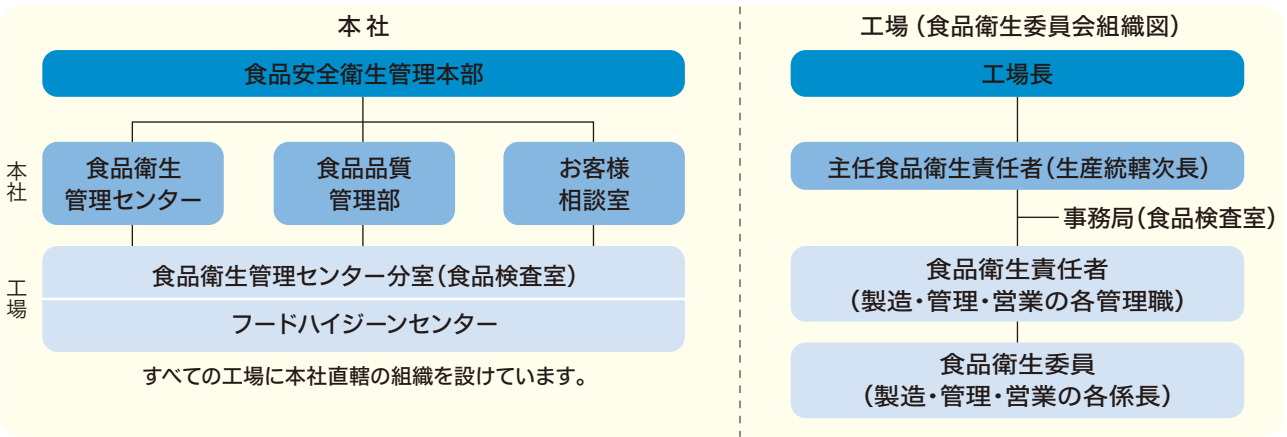 本社
食品安全衛生管理本部
本社
食品衛生
管理センター
食品品質
管理部
お客様
相談室
工場
食品衛生管理センター分室(食品検査室)
フードハイジーンセンター
すべての工場に本社直轄の組織を設けています。
工場(食品衛生委員会組織図)
工場長
主任食品衛生責任者(生産統轄次長)
事務局(食品検査室)
食品衛生責任者
(製造・管理・営業の各管理職)
食品衛生委員
(製造・管理・営業の各係長)